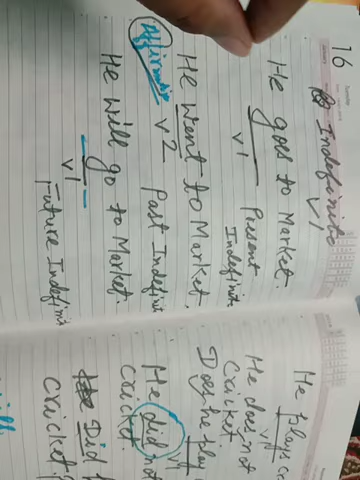 16
Indefinite
V1
He goes to Market.
V1 Present
Indefinite
He went to Market.
Affirmative V2 Past Indefinite
He will go to Market.
V1
Future Indefinite
He plays
He does not
Cricket.
Does he play
He did not
cricket.
Did
cricket?